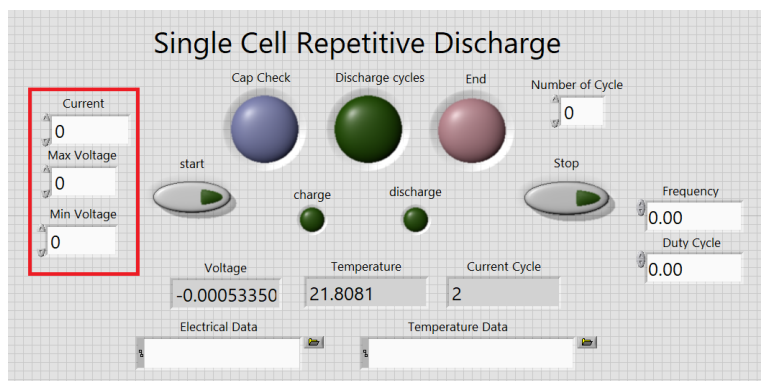 Single Cell Repetitive Discharge
Cap Check
Discharge cycles
End
Number of Cycle
0
Current
0
Max Voltage
0
Min Voltage
0
start
charge
discharge
Stop
Frequency
0.00
Duty Cycle
0.00
Voltage
-0.00053350
Temperature
21.8081
Current Cycle
2
Electrical Data
Temperature Data